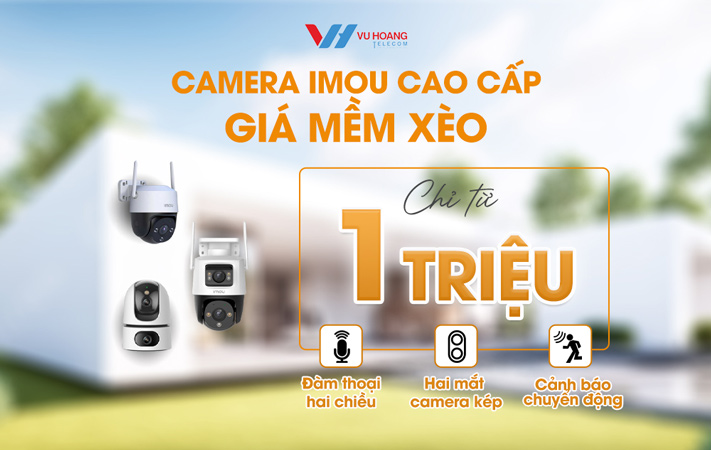 VH VU HOANG
TELECOM
CAMERA IMOU CAO CẤP
GIÁ MỀM XÈO
Chỉ từ
1 TRIỆU
Đàm thoại
hai chiều
Hai mắt
camera kép
Cảnh báo
chuyển động